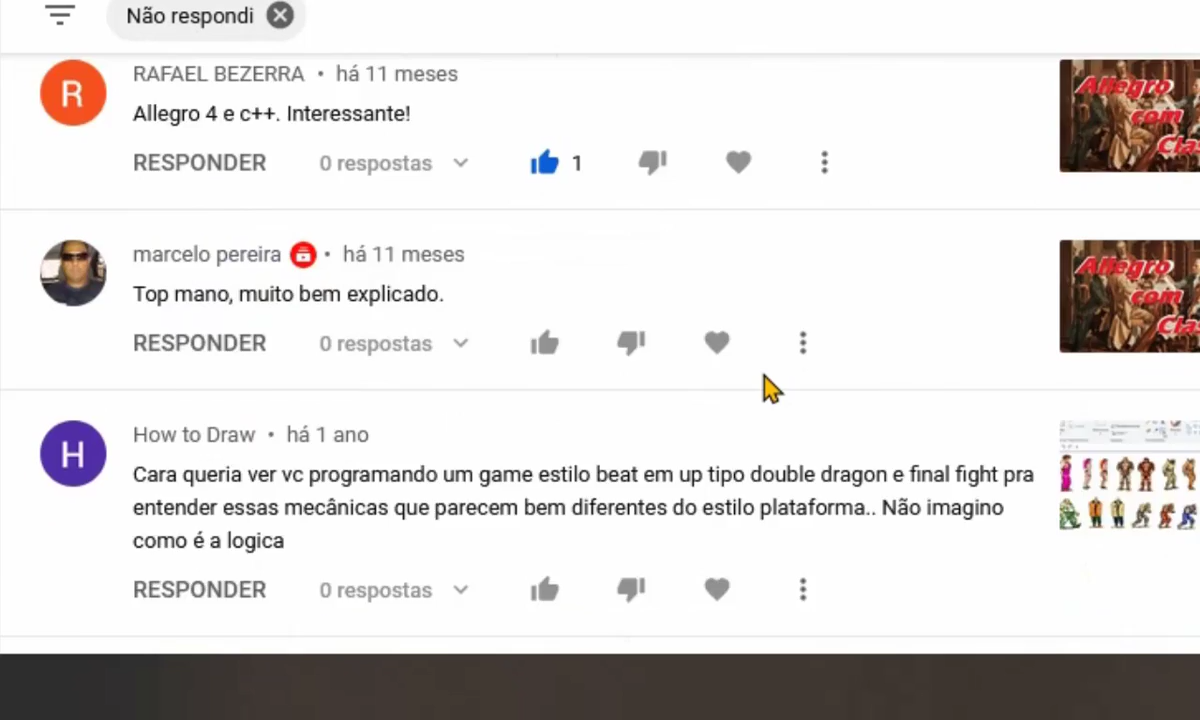 Não respondi
RAFAEL BEZERRA • há 11 meses
Allegro 4 e c++. Interessante!
RESPONDER 0 respostas 1
Allegro
com
Clas
marcelo pereira • há 11 meses
Top mano, muito bem explicado.
RESPONDER 0 respostas
Allegro
com
Clas
How to Draw • há 1 ano
Cara queria ver vc programando um game estilo beat em up tipo double dragon e final fight pra
entender essas mecânicas que parecem bem diferentes do estilo plataforma.. Não imagino
como é a logica
RESPONDER 0 respostas